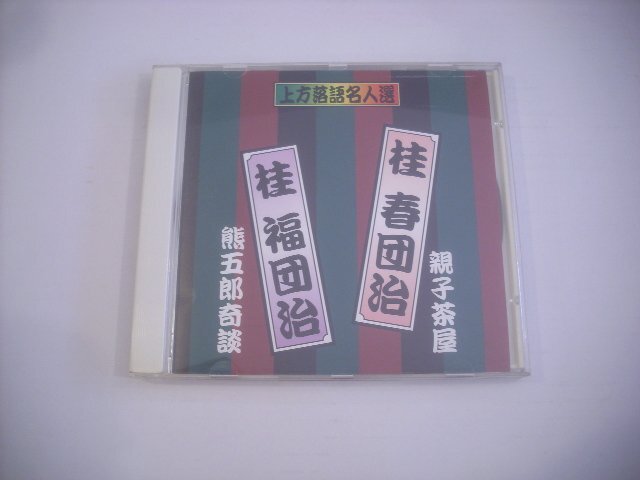 上方落語名人選
桂 春団治
親子茶屋
桂 福団治
熊五郎奇談